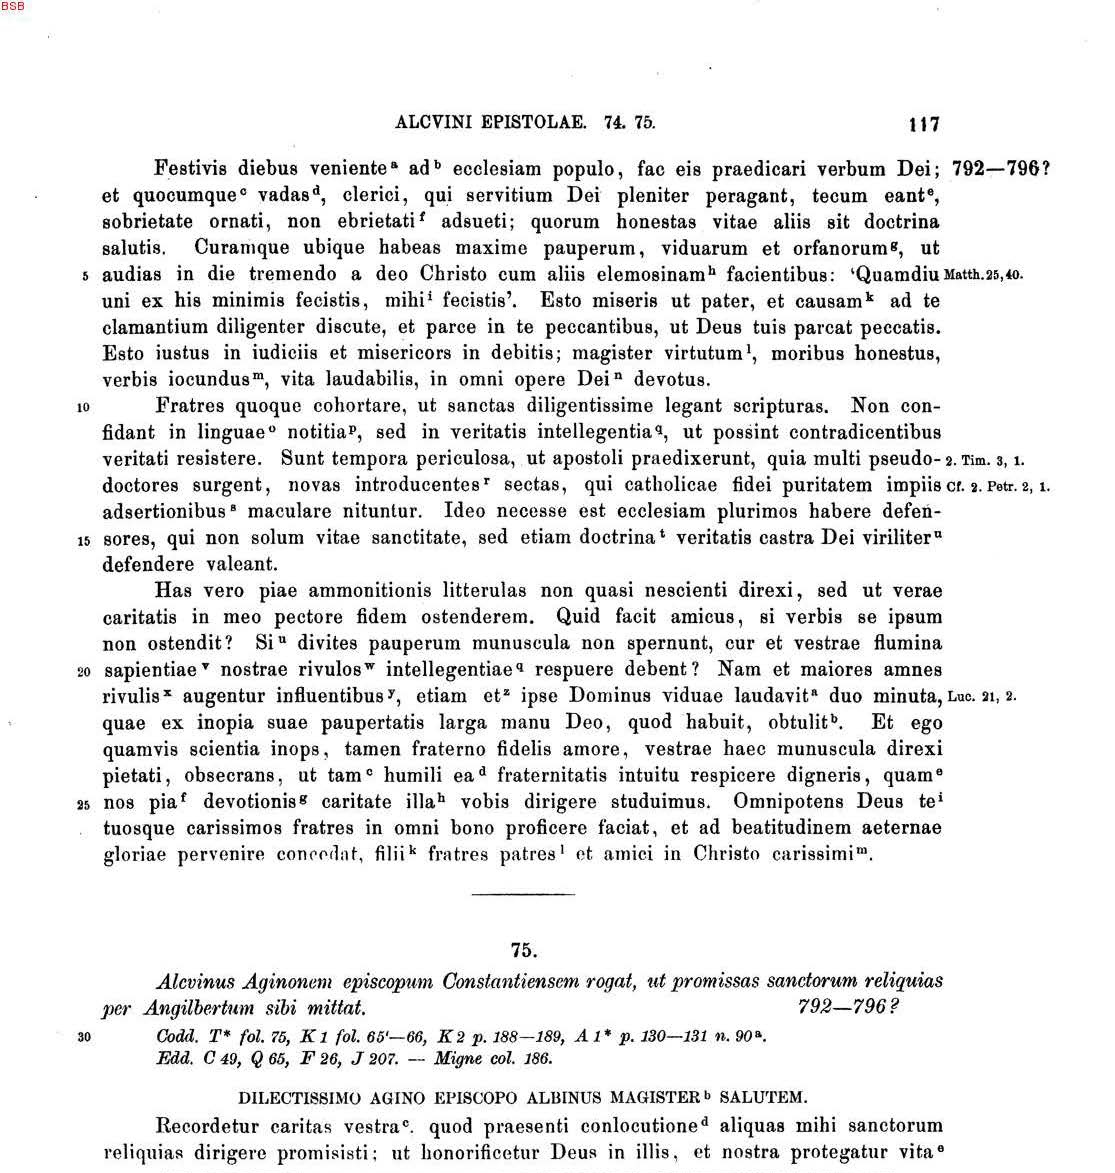 BSB
ALCVINI EPISTOLAE. 74. 75. 117
Festivis diebus veniente a ad b ecclesiam populo, fac eis praedicari verbum Dei; 792—796?
et quocumque c vadas d, clerici, qui servitium Dei pleniter peragant, tecum eant e,
sobrietate ornati, non ebrietati f adsueti; quorum honestas vitae aliis sit doctrina
salutis. Curamque ubique habeas maxime pauperum, viduarum et orfanorum g, ut
5 audias in die tremendo a deo Christo cum aliis elemosinam h facientibus: ‘Quamdiu Matth. 25, 40.
uni ex his minimis fecistis, mihi i fecistis’. Esto miseris ut pater, et causam k ad te
clamantium diligenter discute, et parce in te peccantibus, ut Deus tuis parcat peccatis.
Esto iustus in iudiciis et misericors in debitis; magister virtutum l, moribus honestus,
verbis iocundus m, vita laudabilis, in omni opere Dei n devotus.
10 Fratres quoque cohortare, ut sanctas diligentissime legant scripturas. Non con-
fidant in linguae o notitia p, sed in veritatis intellegentia q, ut possint contradicentibus
veritati resistere. Sunt tempora periculosa, ut apostoli praedixerunt, quia multi pseudo- 2. Tim. 3, 1.
doctores surgent, novas introducentes r sectas, qui catholicae fidei puritatem impiis Cf. 2. Petr. 2, 1.
adsertionibus s maculare nituntur. Ideo necesse est ecclesiam plurimos habere defen-
15 sores, qui non solum vitae sanctitate, sed etiam doctrina t veritatis castra Dei viriliter u
defendere valeant.
Has vero piae ammonitionis litterulas non quasi nescienti direxi, sed ut verae
caritatis in meo pectore fidem ostenderem. Quid facit amicus, si verbis se ipsum
non ostendit? Si u divites pauperum munuscula non spernunt, cur et vestrae flumina
20 sapientiae v nostrae rivulos w intellegentiae q respuere debent? Nam et maiores amnes
rivulis x augentur influentibus y, etiam et z ipse Dominus viduae laudavit a duo minuta, Luc. 21, 2.
quae ex inopia suae paupertatis larga manu Deo, quod habuit, obtulit b. Et ego
quamvis scientia inops, tamen fraterno fidelis amore, vestrae haec munuscula direxi
pietati, obsecrans, ut tam c humili ea d fraternitatis intuitu respicere digneris, quam e
25 nos pia f devotionis g caritate illa h vobis dirigere studuimus. Omnipotens Deus te i
tuosque carissimos fratres in omni bono proficere faciat, et ad beatitudinem aeternae
gloriae pervenire concedat, filii k fratres patres l et amici in Christo carissimi m.
75.
Alcvinus Aginonem episcopum Constantiensem rogat, ut promissas sanctorum reliquias
per Angilbertum sibi mittat. 792—796?
30 Codd. T* fol. 75, K 1 fol. 65'—66, K 2 p. 188—189, A 1* p. 130—131 n. 90 a.
Edd. C 49, Q 65, F 26, J 207. — Migne col. 186.
DILECTISSIMO AGINO EPISCOPO ALBINUS MAGISTER b SALUTEM.
Recordetur caritas vestra c. quod praesenti conlocutione d aliquas mihi sanctorum
reliquias dirigere promisisti; ut honorificetur Deus in illis, et nostra protegatur vita e